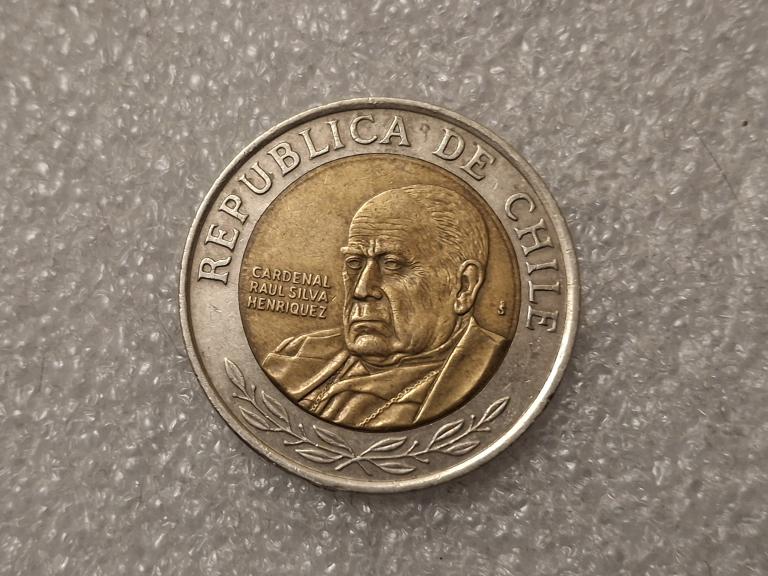 REPUBLICA DE CHILE
CARDENAL
RAUL SILVA
HENRIQUEZ